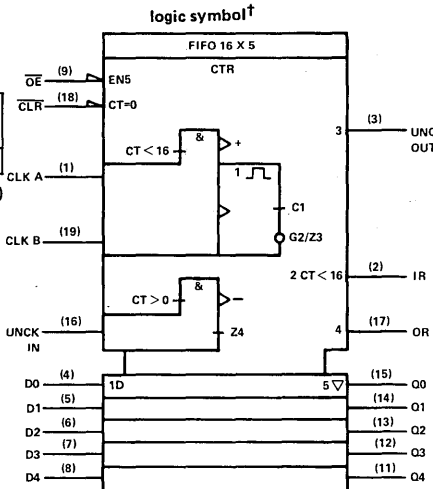 logic symbol†
FIFO 16 X 5
CTR
OE (9) EN5
CLR (18) CT=0
&
3 (3) UNCK
OUT
CT<16 +
1
CLK A (1)
)
C1
CLK B (19) G2/Z3
2 CT<16 (2) IR
&
CT>0 −
UNCK (16) Z4 4 (17) OR
IN
D0 (4) 1D 5 ▽ (15) Q0
D1 (5) (14) Q1
D2 (6) (13) Q2
D3 (7) (12) Q3
D4 (8) (11) Q4